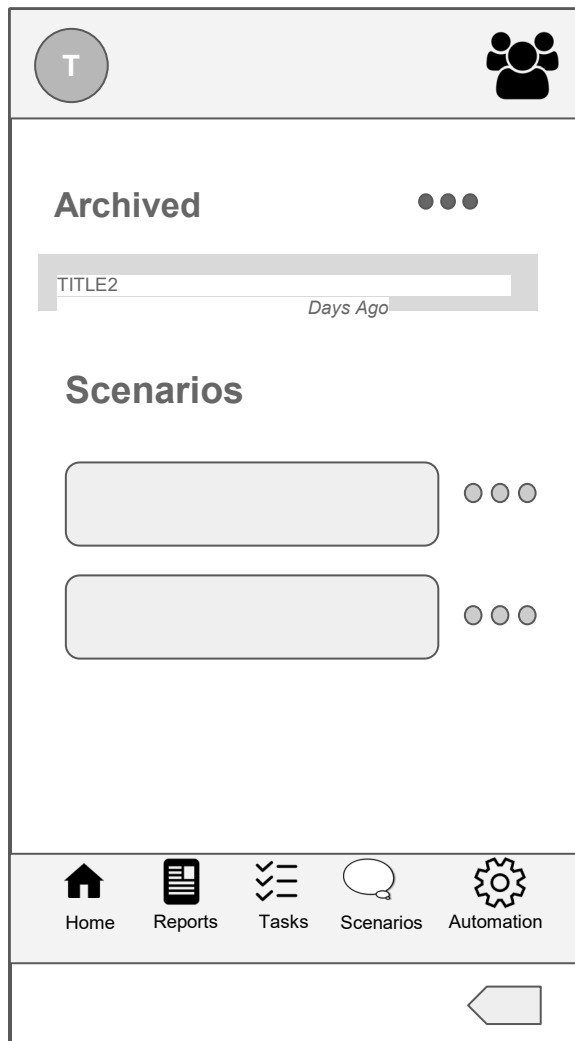 T
Archived
TITLE2
Days Ago
Scenarios
Home Reports Tasks Scenarios Automation